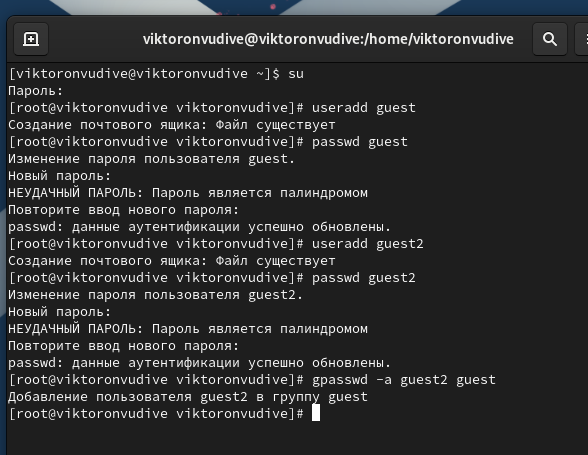 viktoronvudive@viktoronvudive:/home/viktoronvudive
[viktoronvudive@viktoronvudive ~]$ su
Пароль:
[root@viktoronvudive viktoronvudive]# useradd guest
Создание почтового ящика: Файл существует
[root@viktoronvudive viktoronvudive]# passwd guest
Изменение пароля пользователя guest.
Новый пароль:
НЕУДАЧНЫЙ ПАРОЛЬ: Пароль является палиндромом
Повторите ввод нового пароля:
passwd: данные аутентификации успешно обновлены.
[root@viktoronvudive viktoronvudive]# useradd guest2
Создание почтового ящика: Файл существует
[root@viktoronvudive viktoronvudive]# passwd guest2
Изменение пароля пользователя guest2.
Новый пароль:
НЕУДАЧНЫЙ ПАРОЛЬ: Пароль является палиндромом
Повторите ввод нового пароля:
passwd: данные аутентификации успешно обновлены.
[root@viktoronvudive viktoronvudive]# gpasswd -a guest2 guest
Добавление пользователя guest2 в группу guest
[root@viktoronvudive viktoronvudive]#